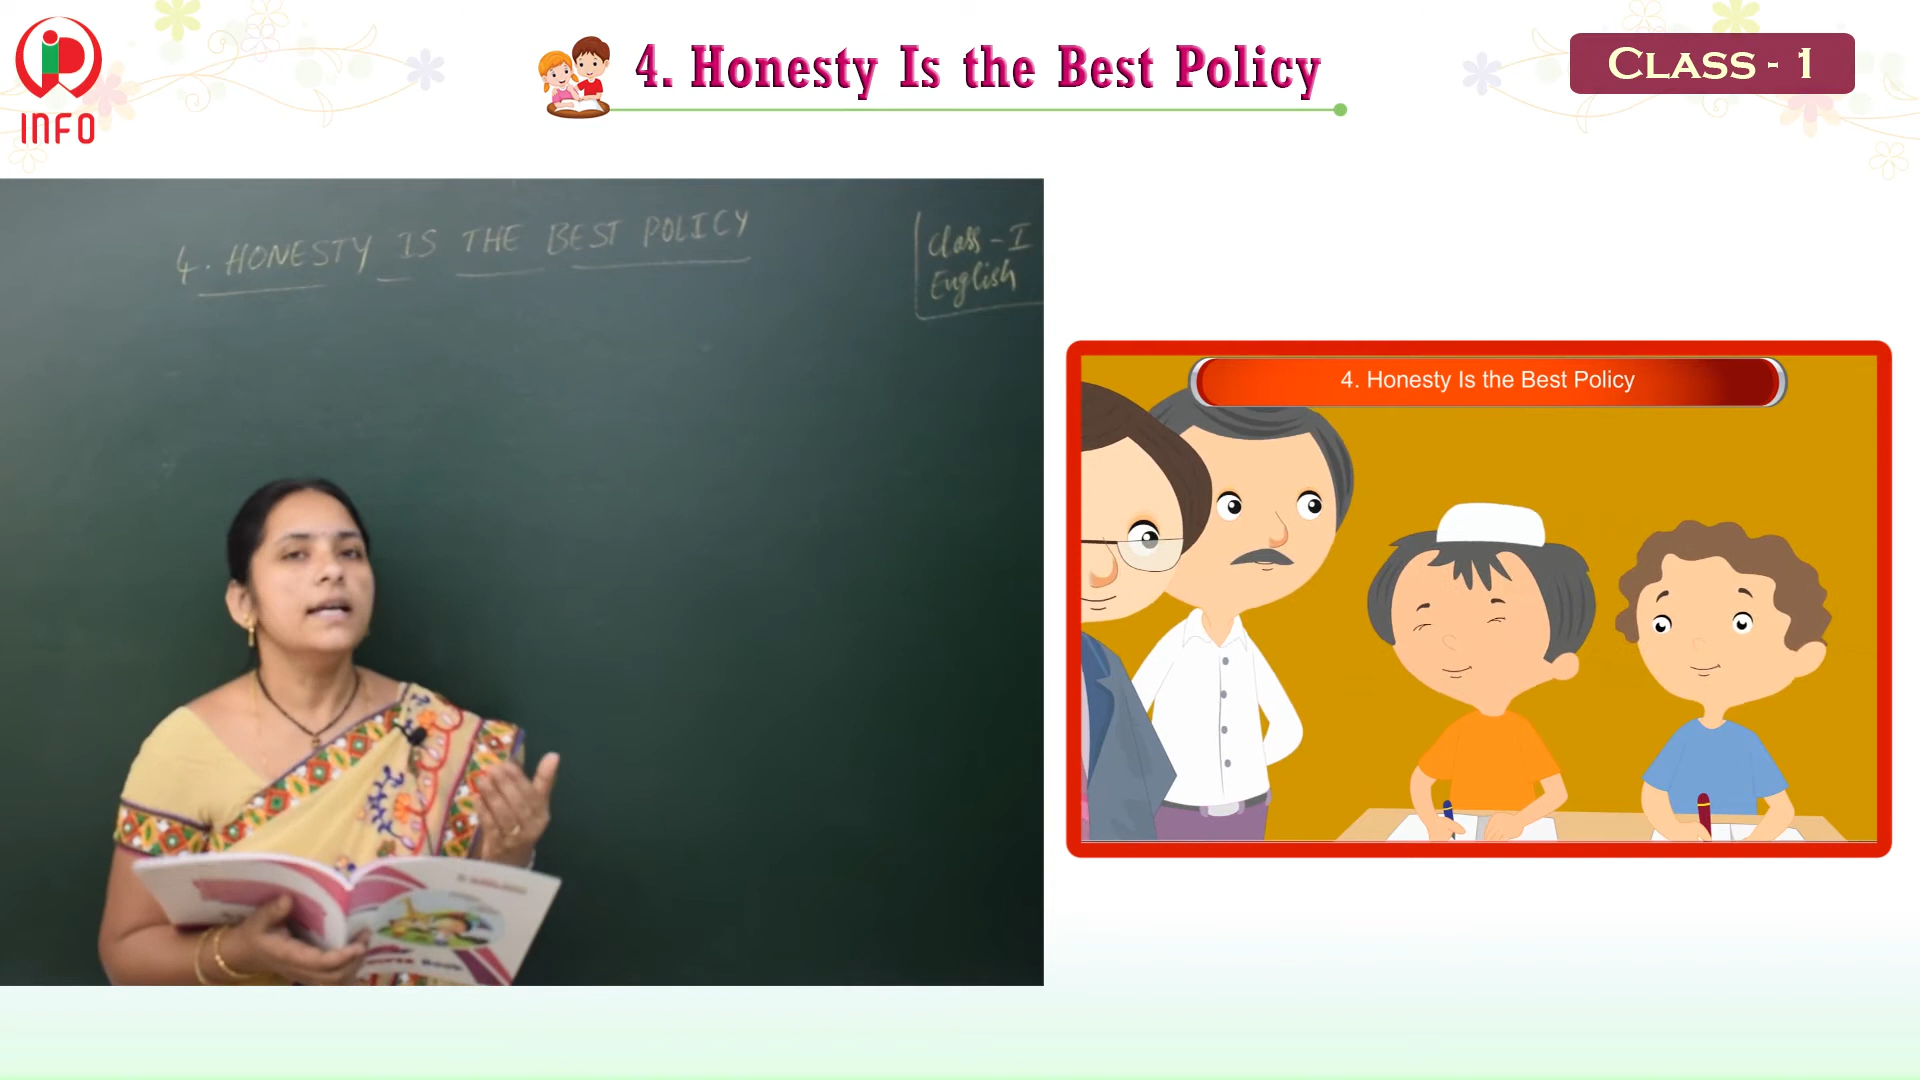 INFO
4. Honesty Is the Best Policy
CLASS - 1
4. HONESTY IS THE BEST POLICY
Class - I
English
4. Honesty Is the Best Policy